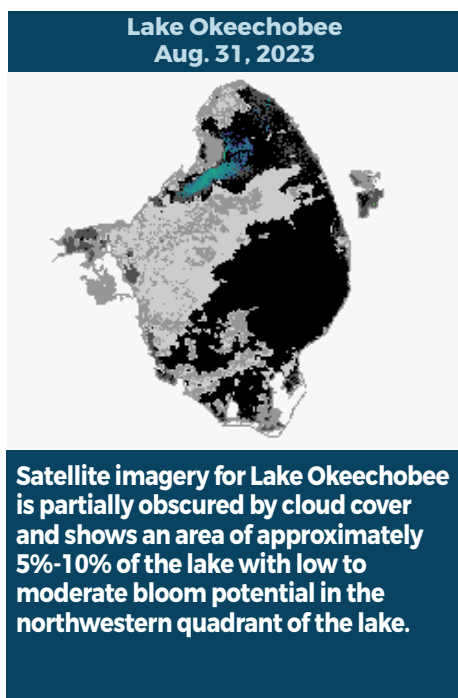 Lake Okeechobee
Aug. 31, 2023
Satellite imagery for Lake Okeechobee
is partially obscured by cloud cover
and shows an area of approximately
5%-10% of the lake with low to
moderate bloom potential in the
northwestern quadrant of the lake.